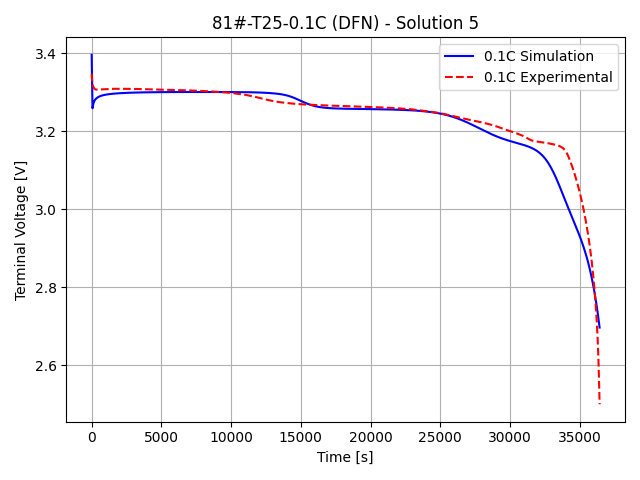 81#-T25-0.1C (DFN) - Solution 5
0.1C Simulation
0.1C Experimental
Terminal Voltage [V]
3.4
3.2
3.0
2.8
2.6
0 5000 10000 15000 20000 25000 30000 35000
Time [s]